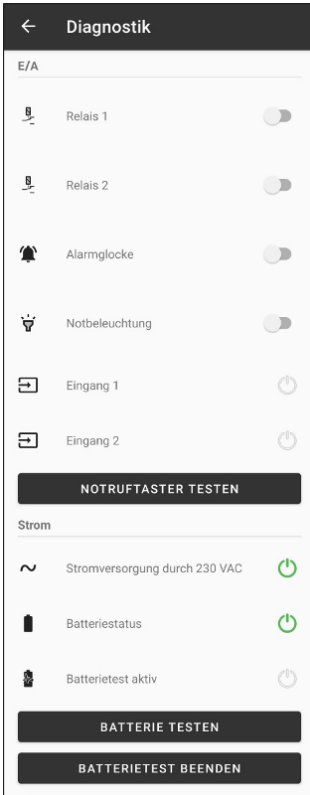 Diagnostik
E/A
Relais 1
Relais 2
Alarmglocke
Notbeleuchtung
Eingang 1
Eingang 2
NOTRUFTASTER TESTEN
Strom
Stromversorgung durch 230 VAC
Batteriestatus
Batterietest aktiv
BATTERIE TESTEN
BATTERIETEST BEENDEN